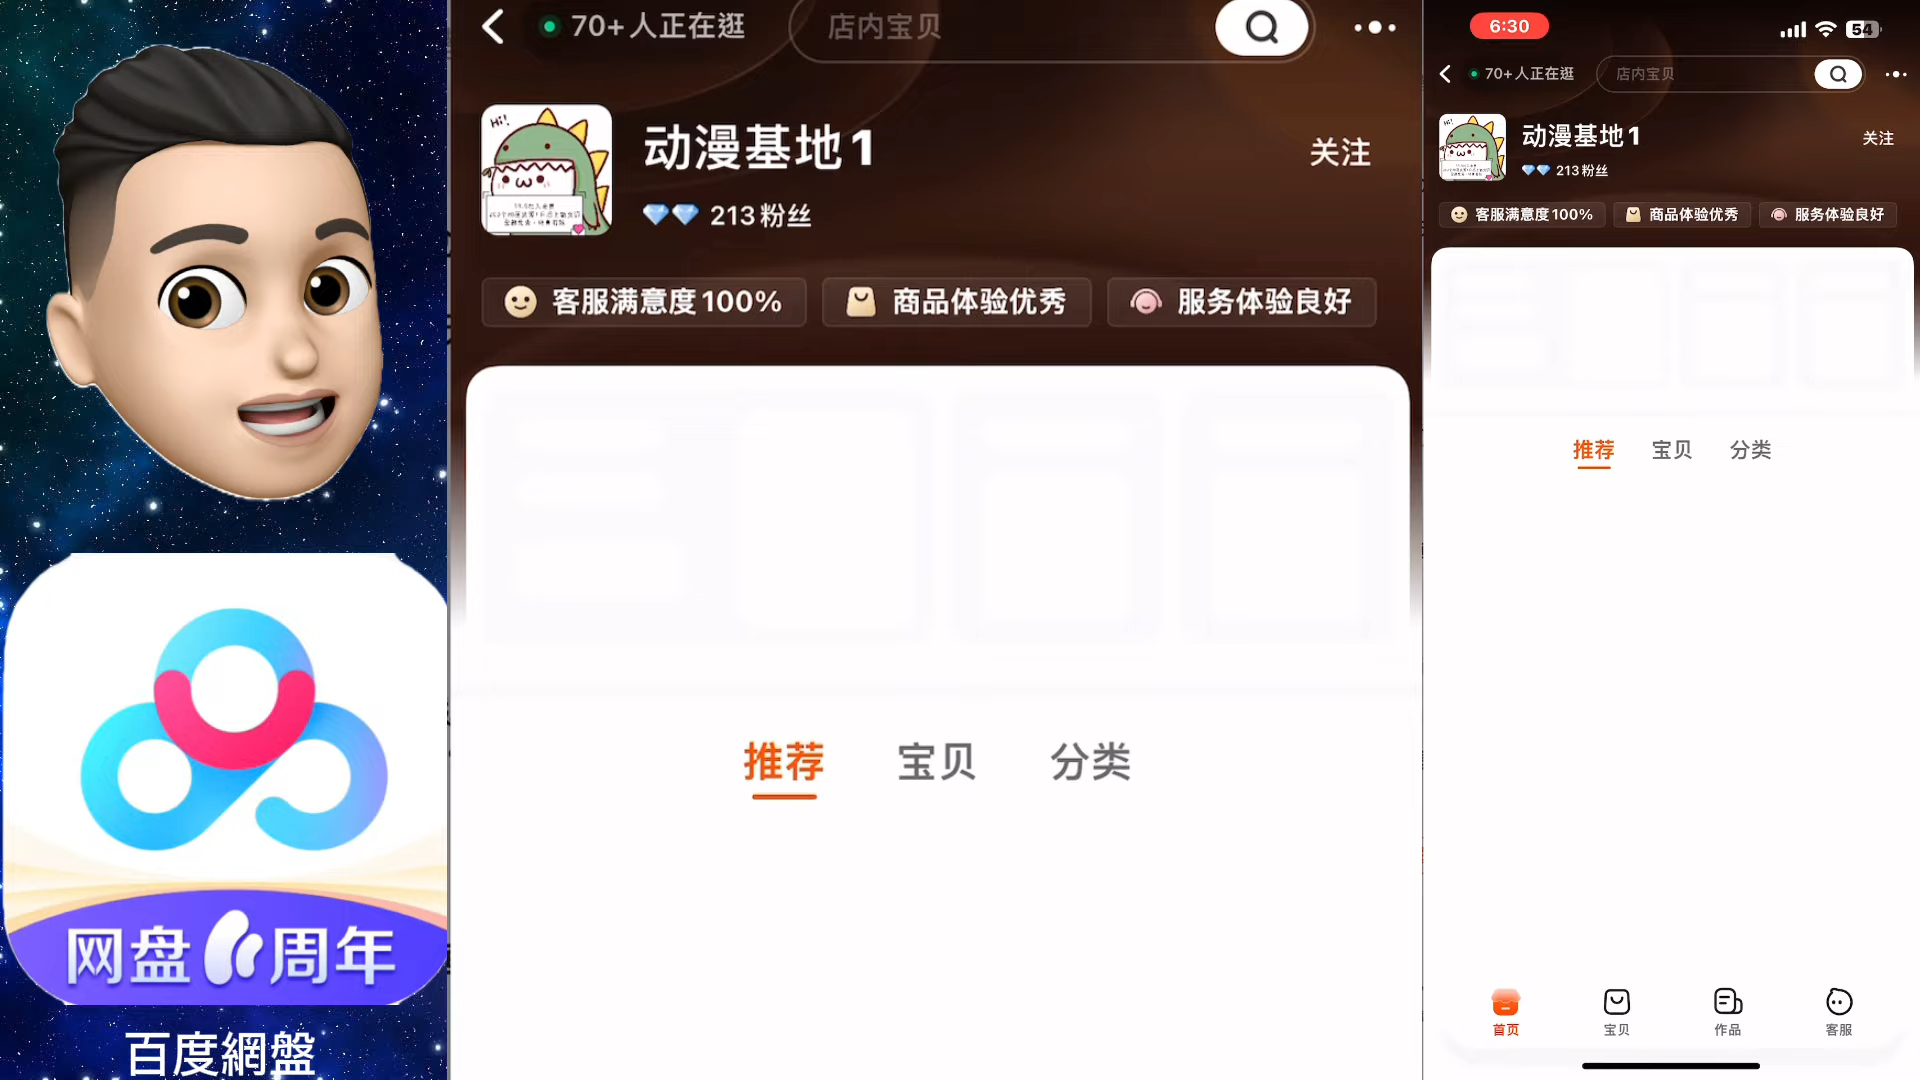 网盘 周年
百度網盤
70+人正在逛
店内宝贝
Hi!
动漫基地1
关注
213粉丝
客服满意度100%
商品体验优秀
服务体验良好
推荐
宝贝
分类
6:30
54
70+人正在逛
店内宝贝
动漫基地1
关注
213粉丝
客服满意度100%
商品体验优秀
服务体验良好
推荐
宝贝
分类
首页
宝贝
作品
客服